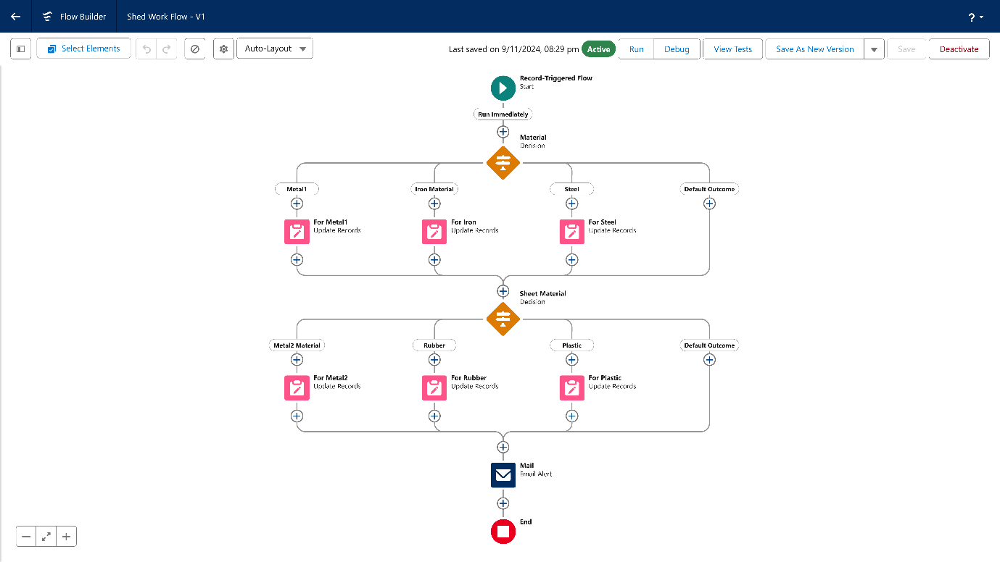 Flow Builder
Shed Work Flow - V1
?
Select Elements
Auto-Layout
Last saved on 9/11/2024, 08:29 pm
Active
Run
Debug
View Tests
Save As New Version
Save
Deactivate
Record-Triggered Flow
Start
Run Immediately
Material
Decision
Metal1
Iron Material
Steel
Default Outcome
For Metal1
Update Records
For Iron
Update Records
For Steel
Update Records
Sheet Material
Decision
Metal2 Material
Rubber
Plastic
Default Outcome
For Metal2
Update Records
For Rubber
Update Records
For Plastic
Update Records
Mail
Email Alert
End